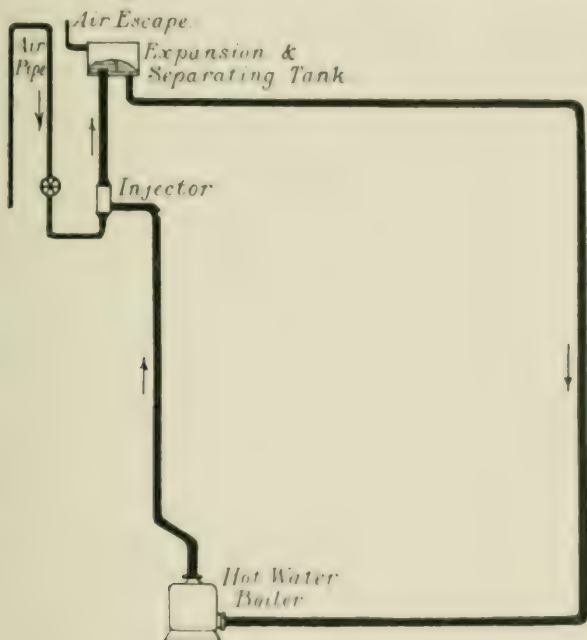 Air Escape.
Air
Pipe
Expansion &
Separating Tank
Injector
Hot Water
Boiler